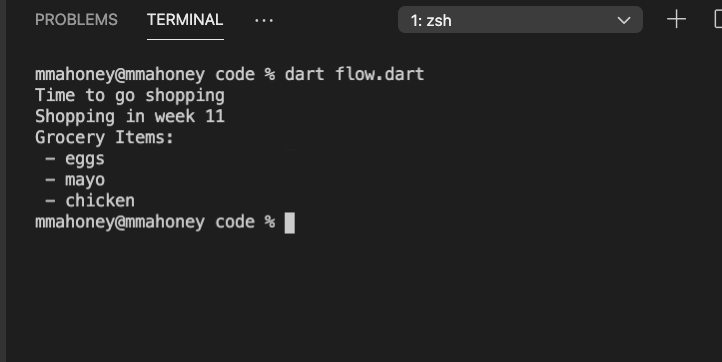 PROBLEMS TERMINAL ... 1: zsh
mmahoney@mmahoney code % dart flow.dart
Time to go shopping
Shopping in week 11
Grocery Items:
 - eggs
 - mayo
 - chicken
mmahoney@mmahoney code %